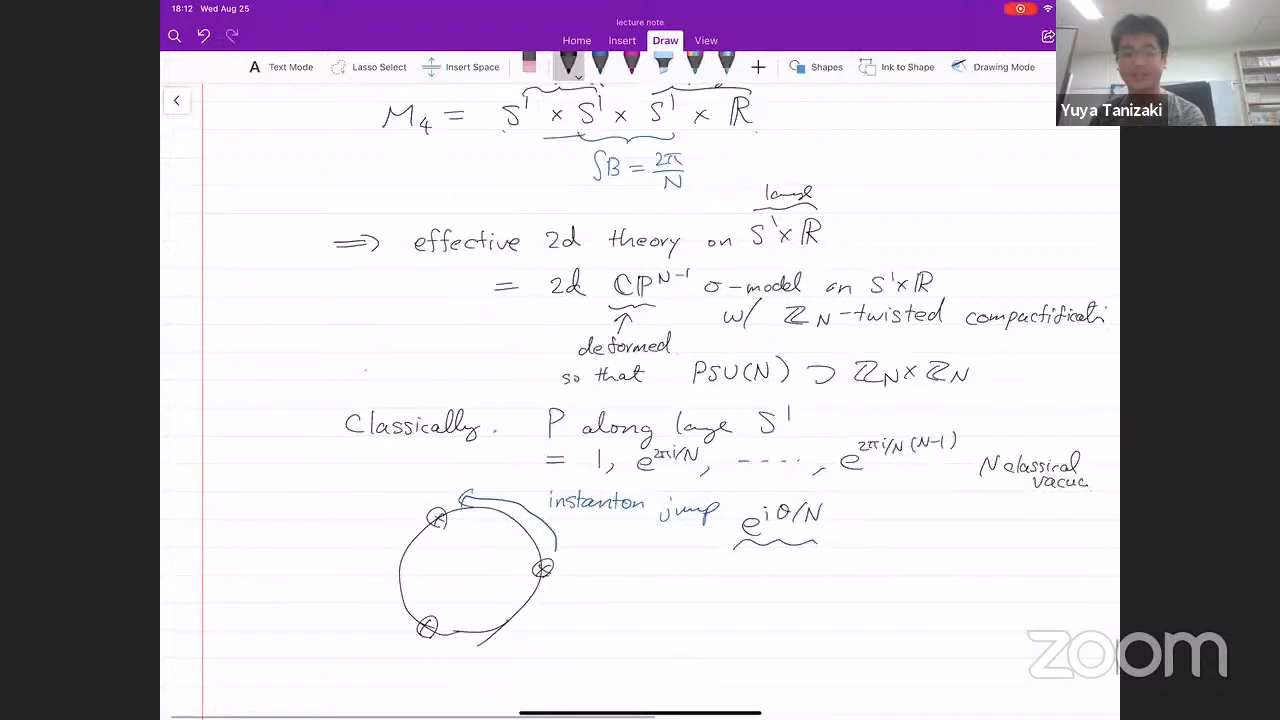 18:12 Wed Aug 25
lecture note
Home Insert Draw View
Text Mode Lasso Select Insert Space Shapes Ink to Shape Drawing Mode
Yuya Tanizaki
M₄ = S¹ × S¹ × S¹ × ℝ
∫B = 2π/N
large
⟹ effective 2d theory on S¹×ℝ
= 2d ℂℙ^{N-1} σ-model on S¹×ℝ
w/ ℤ_N-twisted compactificati
deformed
so that PSU(N) ⊃ ℤ_N × ℤ_N
Classically. P along large S¹
= 1, e^{2πi/N}, ‑‑‑‑, e^{2πi/N (N-1)} N classical
vacua
instanton jump e^{iθ/N}
zoom